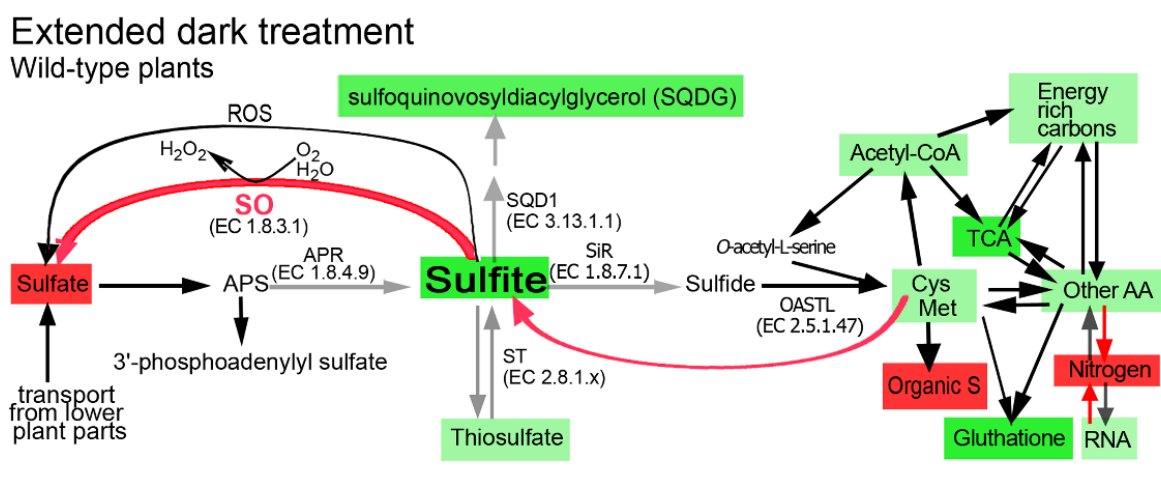 Extended dark treatment
Wild-type plants
sulfoquinovosyldiacylglycerol (SQDG)
Energy
rich
carbons
ROS
H2O2
O2
H2O
Acetyl-CoA
SO
(EC 1.8.3.1)
SQD1
(EC 3.13.1.1)
TCA
O-acetyl-L-serine
APR
(EC 1.8.4.9)
SiR
(EC 1.8.7.1)
Sulfate
APS
Sulfite
Sulfide
Cys
Met
Other AA
OASTL
(EC 2.5.1.47)
3'-phosphoadenylyl sulfate
ST
(EC 2.8.1.x)
Organic S
Nitrogen
transport
from lower
plant parts
Thiosulfate
Gluthatione
RNA